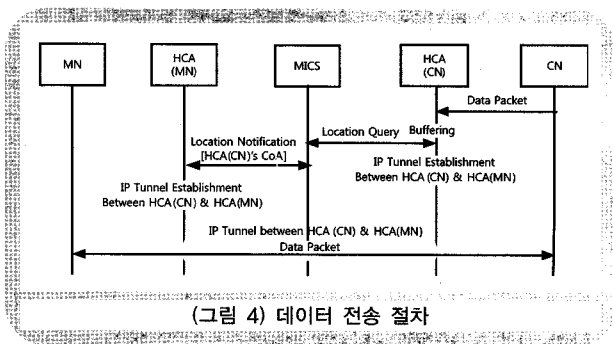 MN
HCA
(MN)
MICS
HCA
(CN)
CN
Data Packet
Location Query
Buffering
Location Notification
[HCA(CN)'s CoA]
IP Tunnel Establishment
Between HCA (CN) & HCA(MN)
IP Tunnel Establishment
Between HCA (CN) & HCA(MN)
IP Tunnel between HCA (CN) & HCA(MN)
Data Packet
(그림 4) 데이터 전송 절차